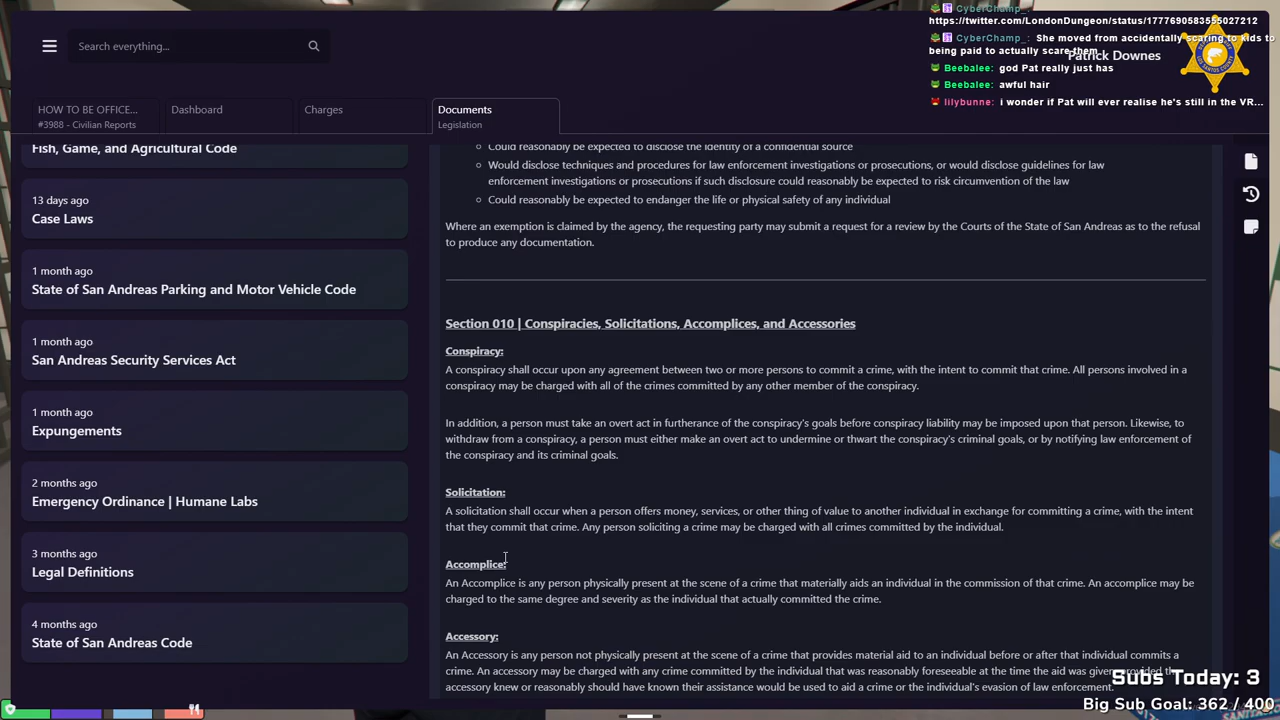 CyberChamp_:
https://twitter.com/LondonDungeon/status/1777690583555027212
CyberChamp_: She moved from accidentally scaring to kids to
being paid to actually scare them
Beebalee: god Pat really just has
Beebalee: awful hair
lilybunne: i wonder if Pat will ever realise he's still in the VR...
Search everything...
Patrick Downes
HOW TO BE OFFICE...
#3988 - Civilian Reports
Dashboard
Charges
Documents
Legislation
Fish, Game, and Agricultural Code
13 days ago
Case Laws
1 month ago
State of San Andreas Parking and Motor Vehicle Code
1 month ago
San Andreas Security Services Act
1 month ago
Expungements
2 months ago
Emergency Ordinance | Humane Labs
3 months ago
Legal Definitions
4 months ago
State of San Andreas Code
Could reasonably be expected to disclose the identity of a confidential source
Would disclose techniques and procedures for law enforcement investigations or prosecutions, or would disclose guidelines for law
enforcement investigations or prosecutions if such disclosure could reasonably be expected to risk circumvention of the law
Could reasonably be expected to endanger the life or physical safety of any individual
Where an exemption is claimed by the agency, the requesting party may submit a request for a review by the Courts of the State of San Andreas as to the refusal
to produce any documentation.
Section 010 | Conspiracies, Solicitations, Accomplices, and Accessories
Conspiracy:
A conspiracy shall occur upon any agreement between two or more persons to commit a crime, with the intent to commit that crime. All persons involved in a
conspiracy may be charged with all of the crimes committed by any other member of the conspiracy.
In addition, a person must take an overt act in furtherance of the conspiracy's goals before conspiracy liability may be imposed upon that person. Likewise, to
withdraw from a conspiracy, a person must either make an overt act to undermine or thwart the conspiracy's criminal goals, or by notifying law enforcement of
the conspiracy and its criminal goals.
Solicitation:
A solicitation shall occur when a person offers money, services, or other thing of value to another individual in exchange for committing a crime, with the intent
that they commit that crime. Any person soliciting a crime may be charged with all crimes committed by the individual.
Accomplice:
An Accomplice is any person physically present at the scene of a crime that materially aids an individual in the commission of that crime. An accomplice may be
charged to the same degree and severity as the individual that actually committed the crime.
Accessory:
An Accessory is any person not physically present at the scene of a crime that provides material aid to an individual before or after that individual commits a
crime. An accessory may be charged with any crime committed by the individual that was reasonably foreseeable at the time the aid was given, provided the
accessory knew or reasonably should have known their assistance would be used to aid a crime or the individual's evasion of law enforcement.
Subs Today: 3
Big Sub Goal: 362 / 400